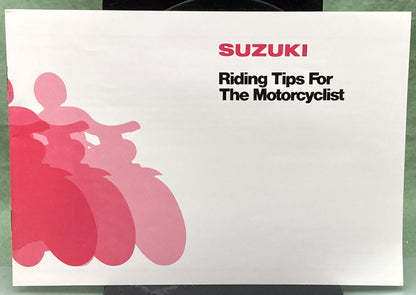 SUZUKI
Riding Tips For
The Motorcyclist